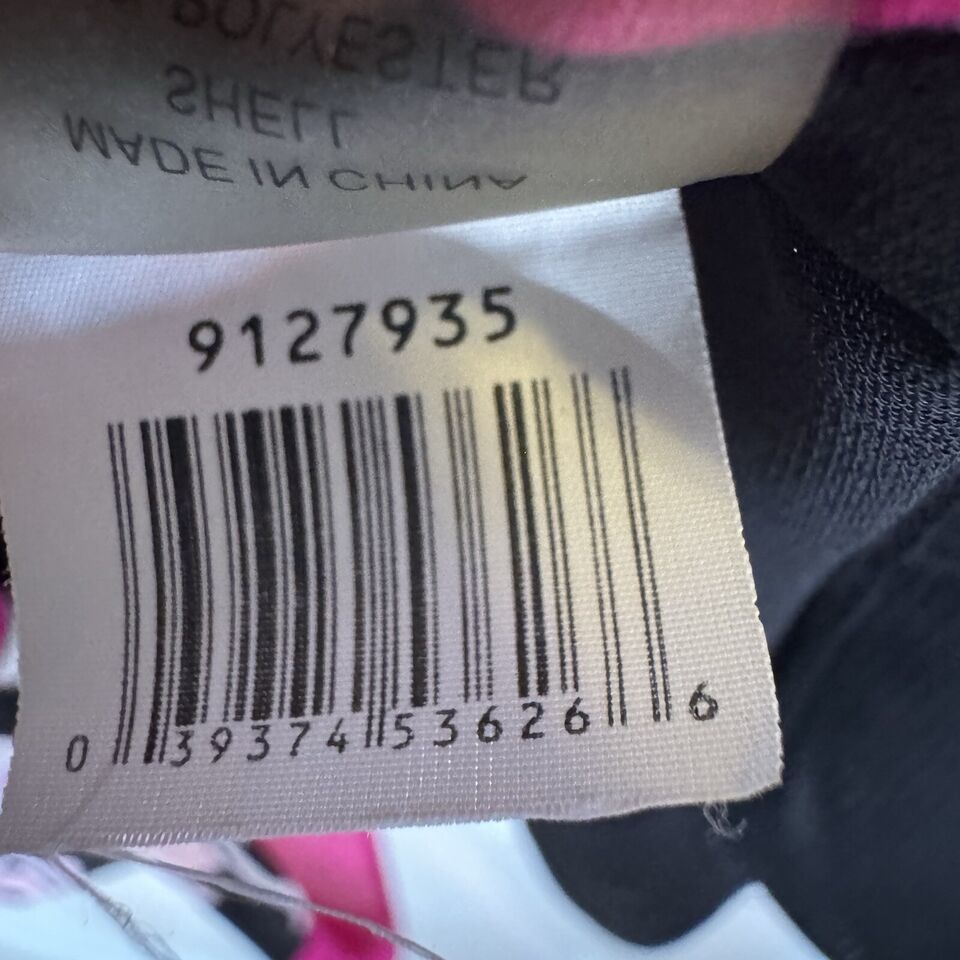 POLYESTER
SHELL
MADE IN CHINA
9127935
0 39374 53626 6